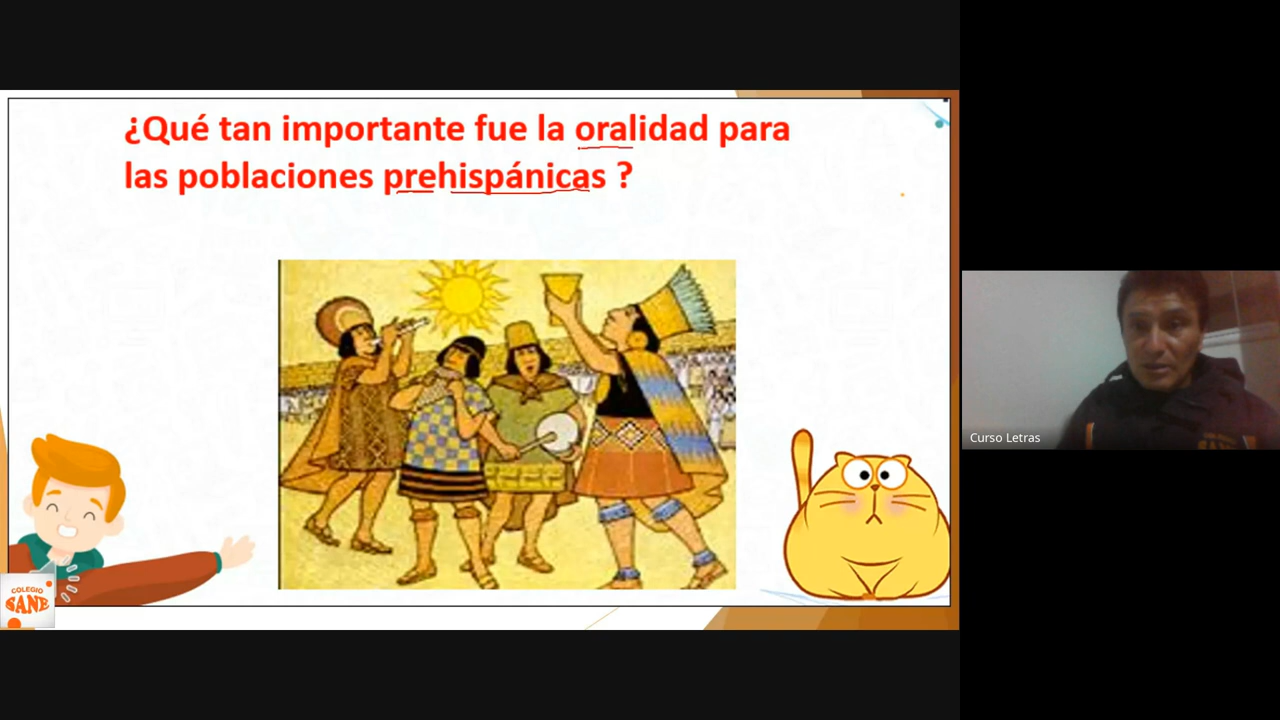 ¿Qué tan importante fue la oralidad para
las poblaciones prehispánicas ?
COLEGIO
SANE
Curso Letras